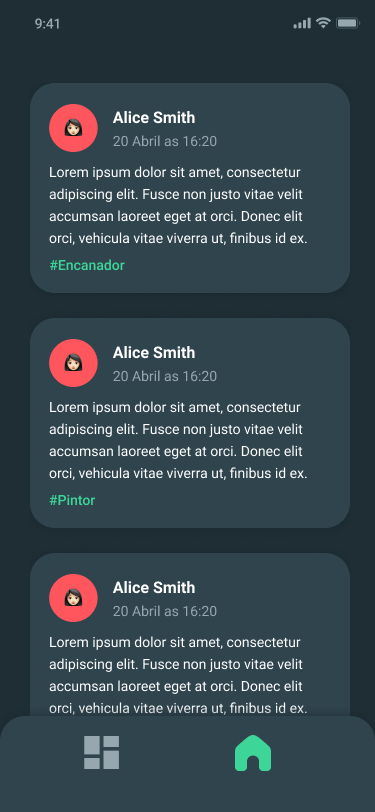 9:41
Alice Smith
20 Abril as 16:20
Lorem ipsum dolor sit amet, consectetur
adipiscing elit. Fusce non justo vitae velit
accumsan laoreet eget at orci. Donec elit
orci, vehicula vitae viverra ut, finibus id ex.
#Encanador
Alice Smith
20 Abril as 16:20
Lorem ipsum dolor sit amet, consectetur
adipiscing elit. Fusce non justo vitae velit
accumsan laoreet eget at orci. Donec elit
orci, vehicula vitae viverra ut, finibus id ex.
#Pintor
Alice Smith
20 Abril as 16:20
Lorem ipsum dolor sit amet, consectetur
adipiscing elit. Fusce non justo vitae velit
accumsan laoreet eget at orci. Donec elit
orci, vehicula vitae viverra ut, finibus id ex.